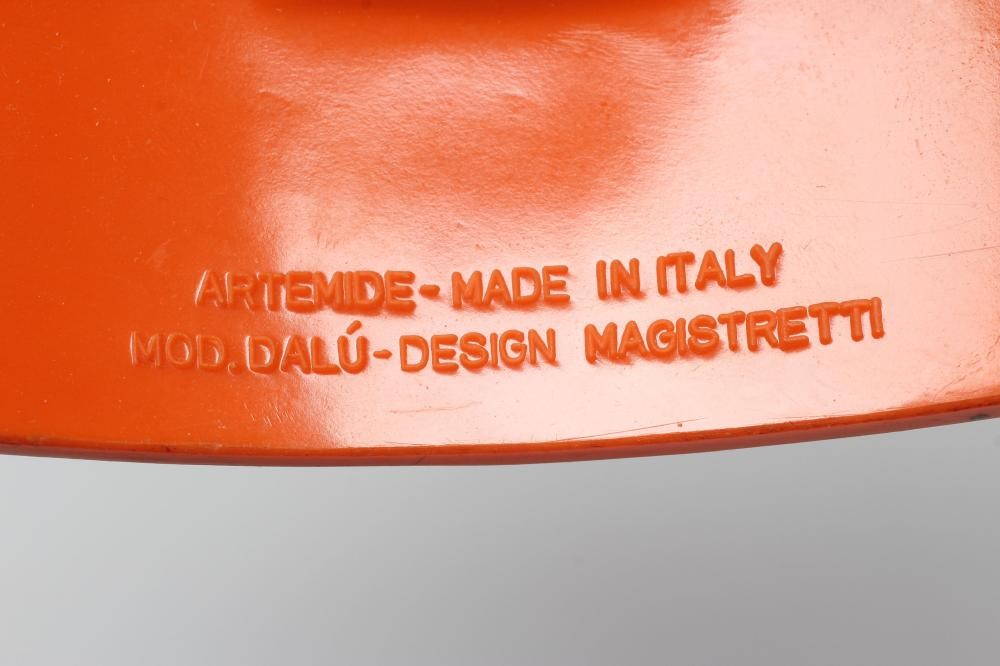 ARTEMIDE-MADE IN ITALY
MOD. DALÚ-DESIGN MAGISTRETTI